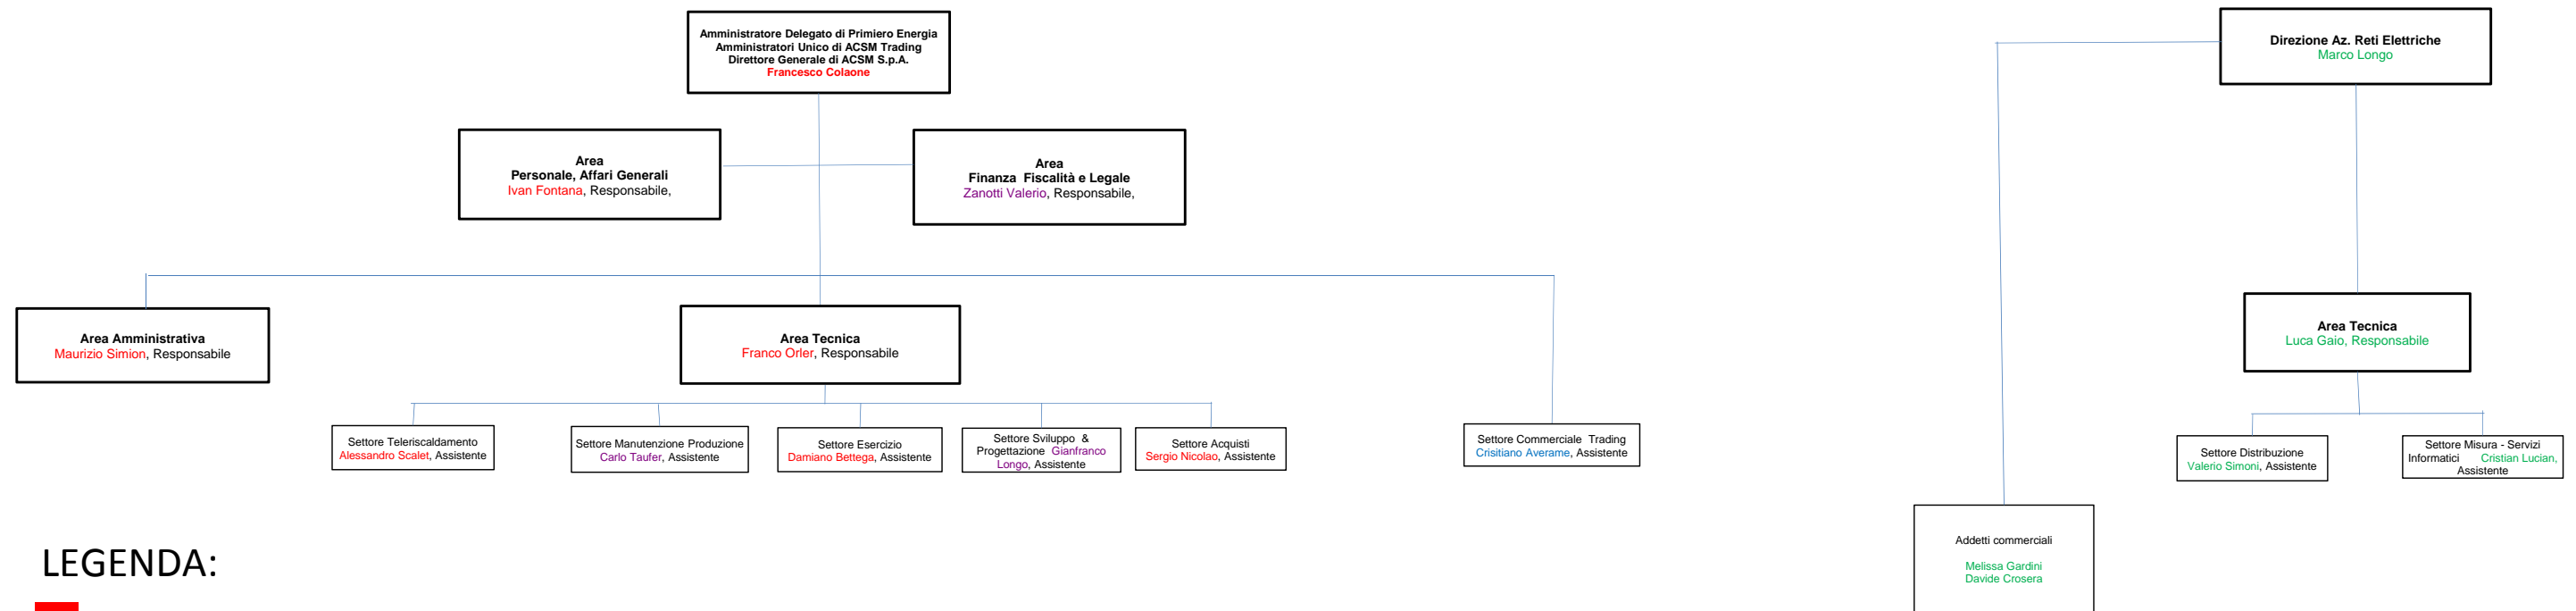 Amministratore Delegato di Primiero Energia
Amministratori Unico di ACSM Trading
Direttore Generale di ACSM S.p.A.
Francesco Colaone
Direzione Az. Reti Elettriche
Marco Longo
Area
Personale, Affari Generali
Ivan Fontana, Responsabile,
Area
Finanza Fiscalità e Legale
Zanotti Valerio, Responsabile,
Area Amministrativa
Maurizio Simion, Responsabile
Area Tecnica
Franco Orler, Responsabile
Area Tecnica
Luca Gaio, Responsabile
Settore Teleriscaldamento
Alessandro Scalet, Assistente
Settore Manutenzione Produzione
Carlo Taufer, Assistente
Settore Esercizio
Damiano Bettega, Assistente
Settore Sviluppo &
Progettazione Gianfranco
Longo, Assistente
Settore Acquisti
Sergio Nicolao, Assistente
Settore Commerciale Trading
Crisitiano Averame, Assistente
Settore Distribuzione
Valerio Simoni, Assistente
Settore Misura - Servizi
Informatici Cristian Lucian,
Assistente
Addetti commerciali
Melissa Gardini
Davide Crosera
LEGENDA: